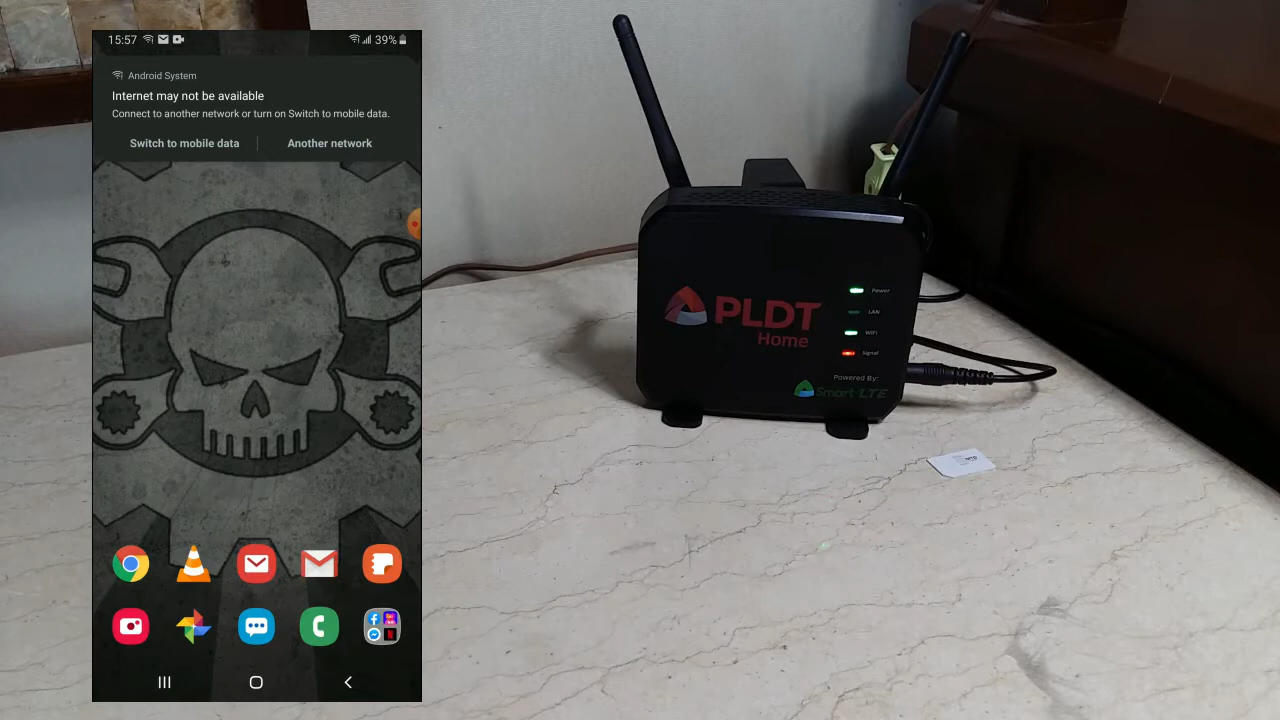 15:57
39%
Android System
Internet may not be available
Connect to another network or turn on Switch to mobile data.
Switch to mobile data
Another network
PLDT
Home
Power
LAN
WiFi
Signal
Powered By:
Smart LTE